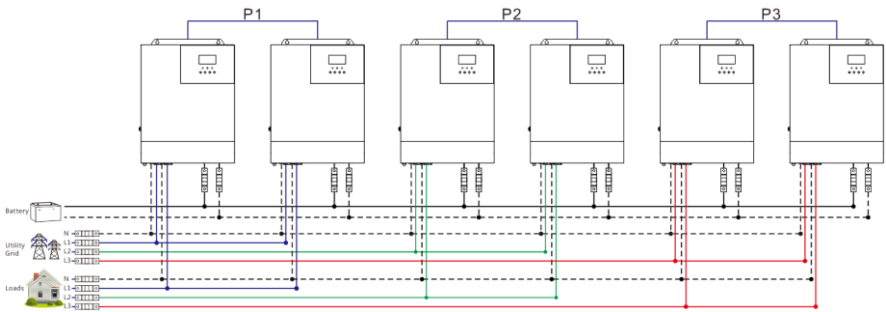 P1 P2 P3
Battery
Utility
Grid
N
L1
L2
L3
Loads
N
L1
L2
L3